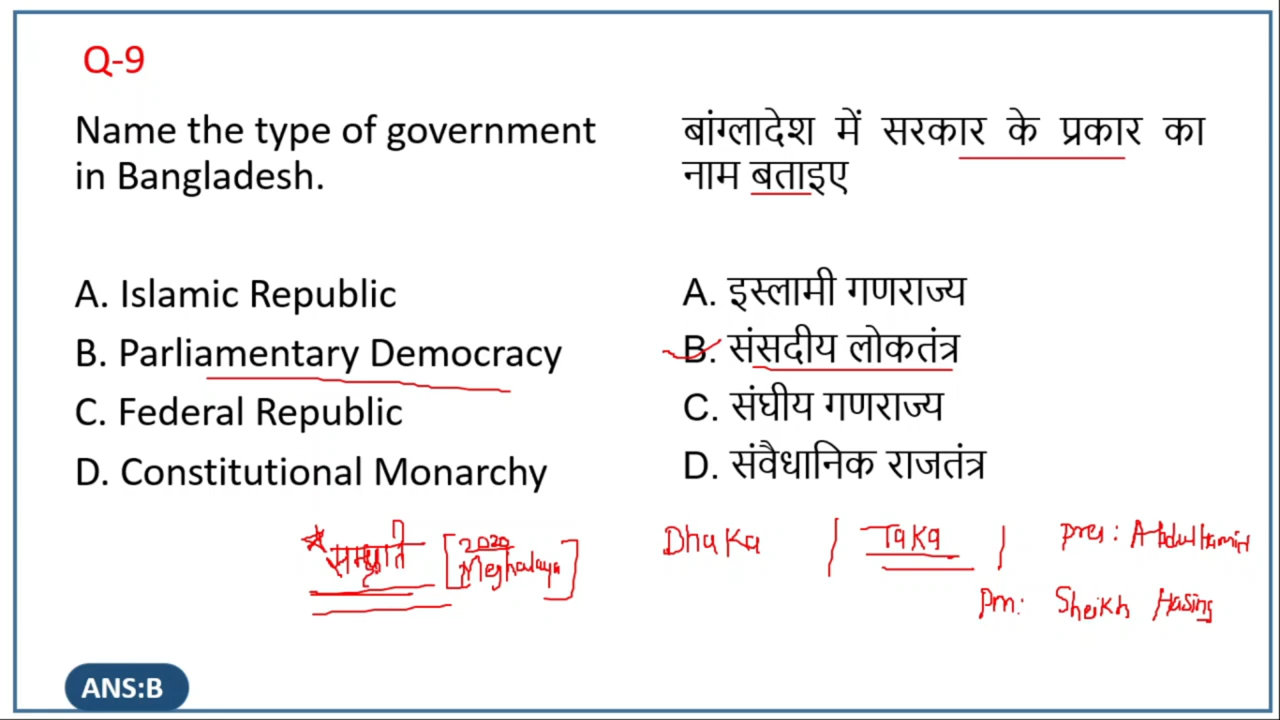 Q-9
Name the type of government
in Bangladesh.
A. Islamic Republic
B. Parliamentary Democracy
C. Federal Republic
D. Constitutional Monarchy
बांग्लादेश में सरकार के प्रकार का
नाम बताइए
A. इस्लामी गणराज्य
B. संसदीय लोकतंत्र
C. संघीय गणराज्य
D. संवैधानिक राजतंत्र
2020
Meghalaya
Dhaka
Taka
pres: Abdul Hamid
Pm: Sheikh Hasina
ANS:B